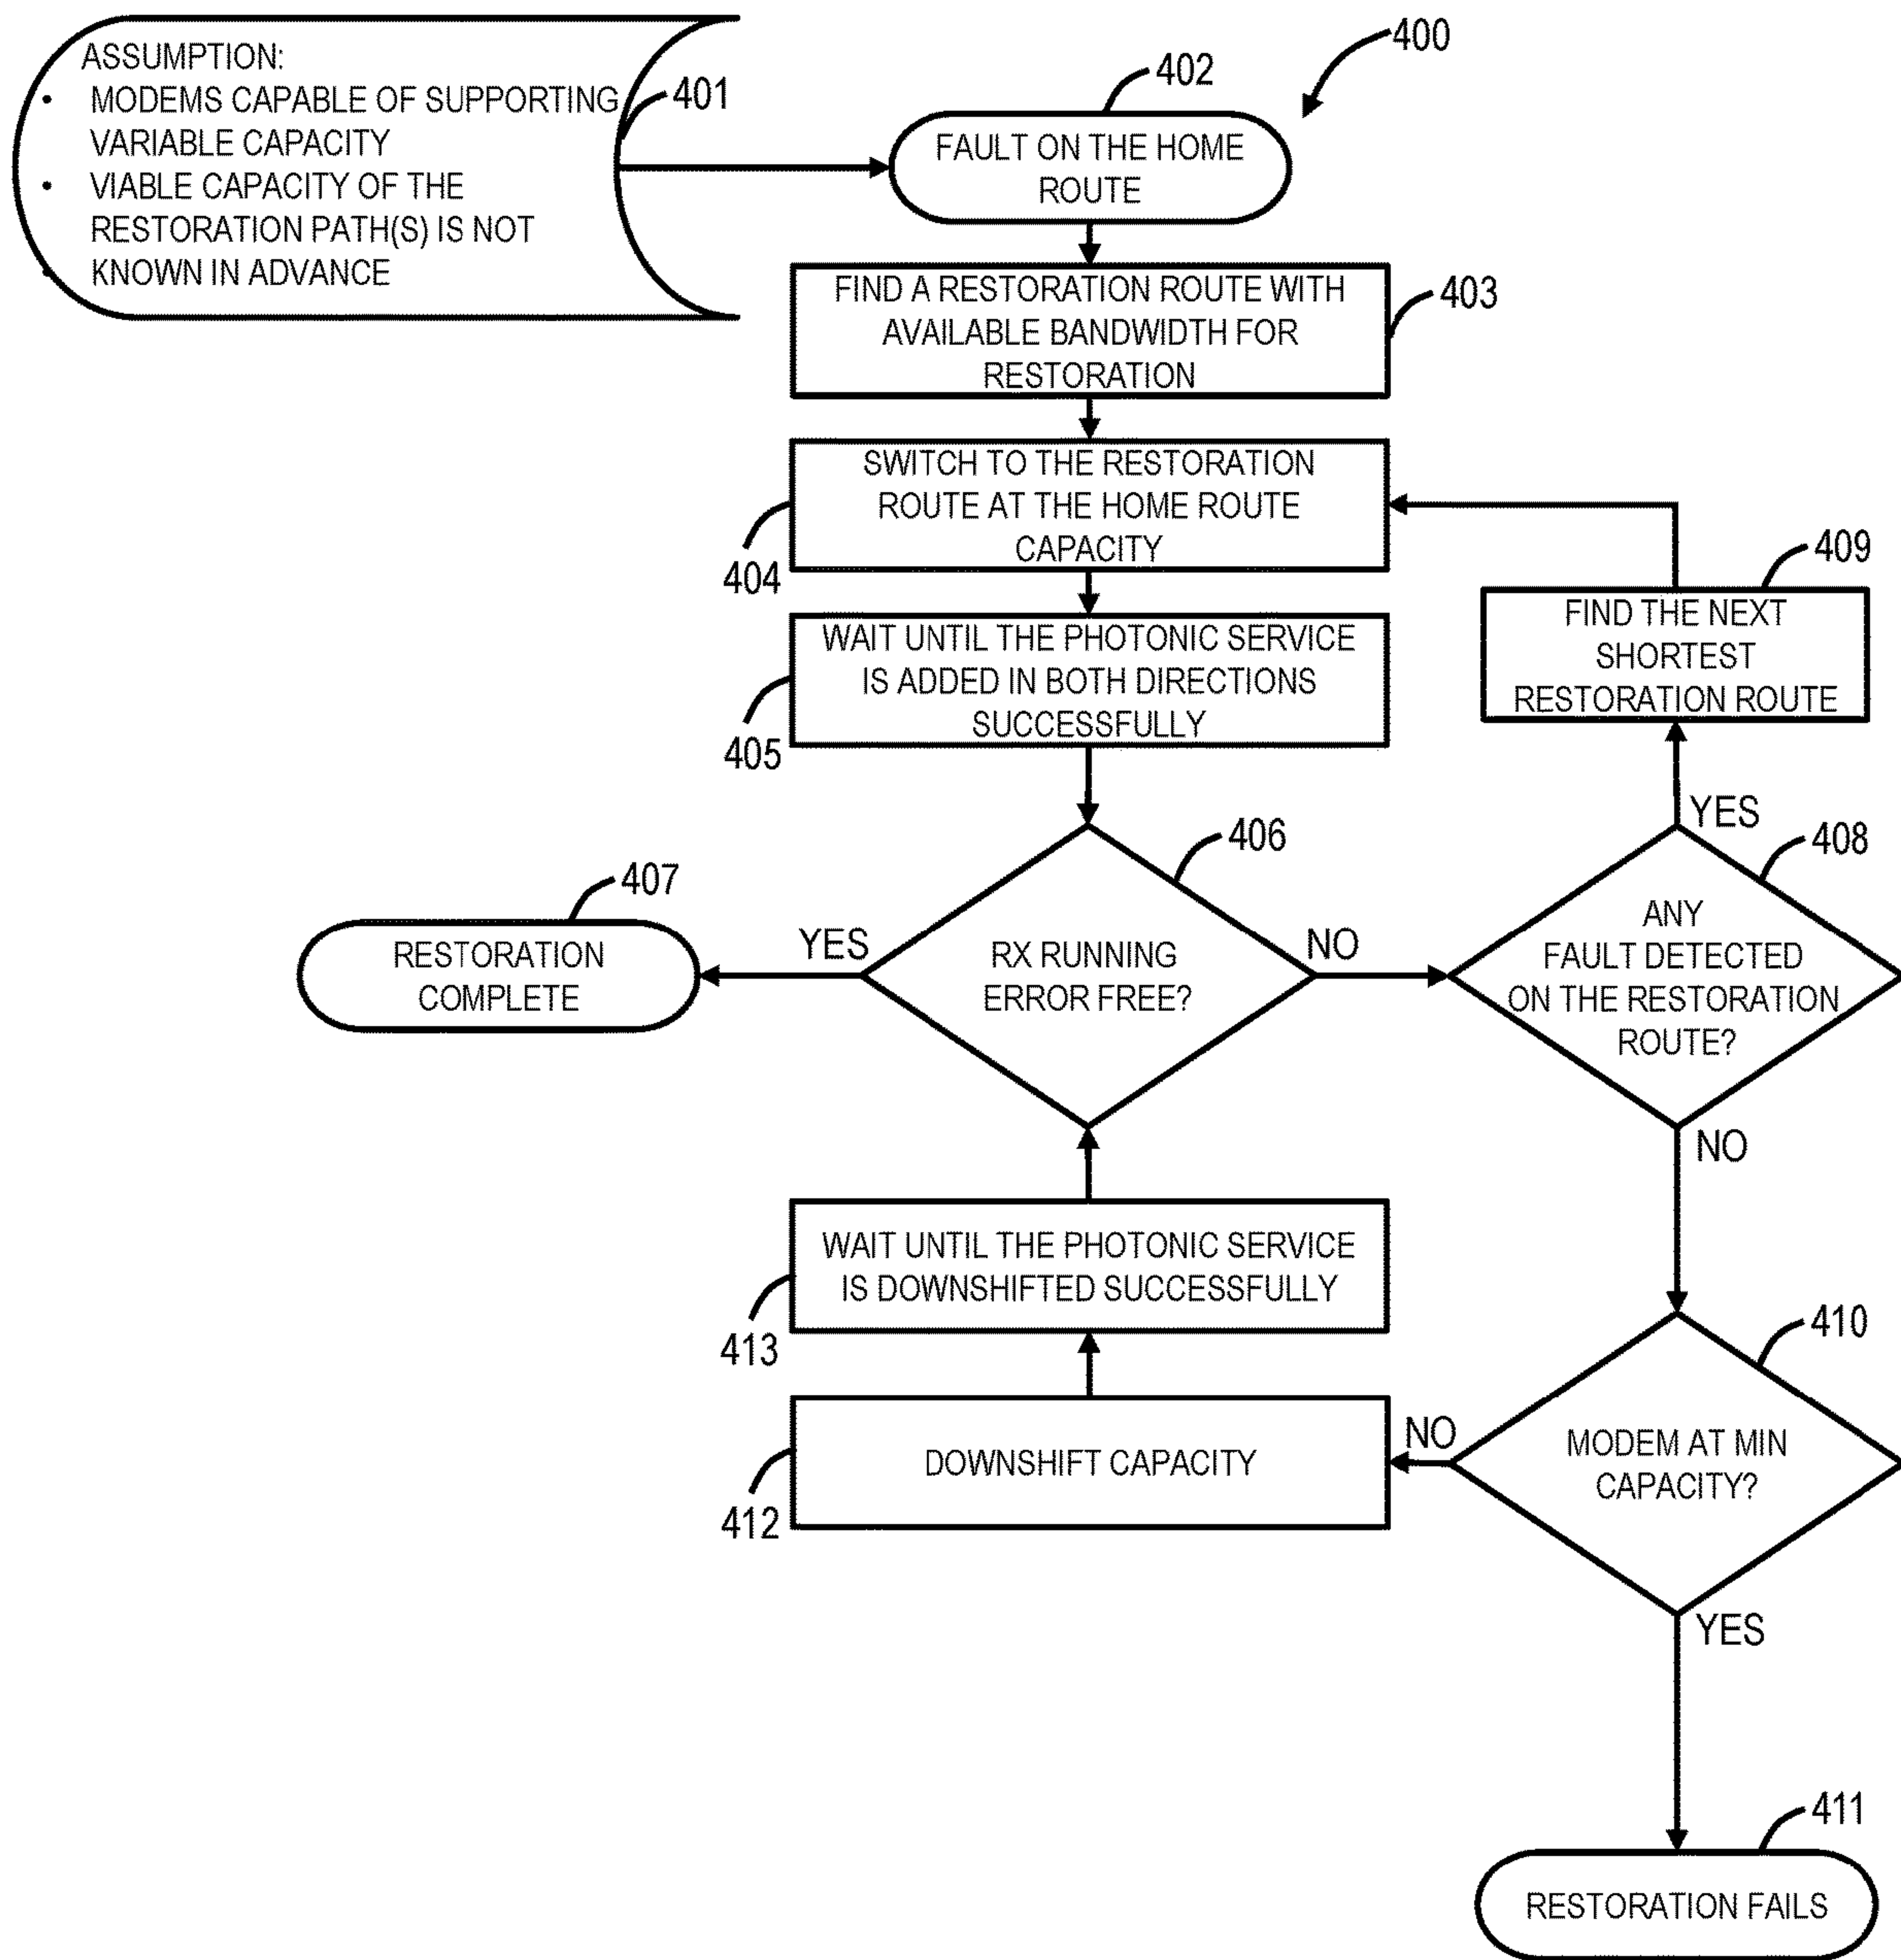 ASSUMPTION:
• MODEMS CAPABLE OF SUPPORTING
VARIABLE CAPACITY
• VIABLE CAPACITY OF THE
RESTORATION PATH(S) IS NOT
• KNOWN IN ADVANCE
401
402
400
FAULT ON THE HOME
ROUTE
FIND A RESTORATION ROUTE WITH
AVAILABLE BANDWIDTH FOR
RESTORATION
403
SWITCH TO THE RESTORATION
ROUTE AT THE HOME ROUTE
CAPACITY
404
409
FIND THE NEXT
SHORTEST
RESTORATION ROUTE
WAIT UNTIL THE PHOTONIC SERVICE
IS ADDED IN BOTH DIRECTIONS
SUCCESSFULLY
405
YES
406
408
407
RESTORATION
COMPLETE
YES
RX RUNNING
ERROR FREE?
NO
ANY
FAULT DETECTED
ON THE RESTORATION
ROUTE?
NO
WAIT UNTIL THE PHOTONIC SERVICE
IS DOWNSHIFTED SUCCESSFULLY
413
410
DOWNSHIFT CAPACITY
412
NO
MODEM AT MIN
CAPACITY?
YES
411
RESTORATION FAILS